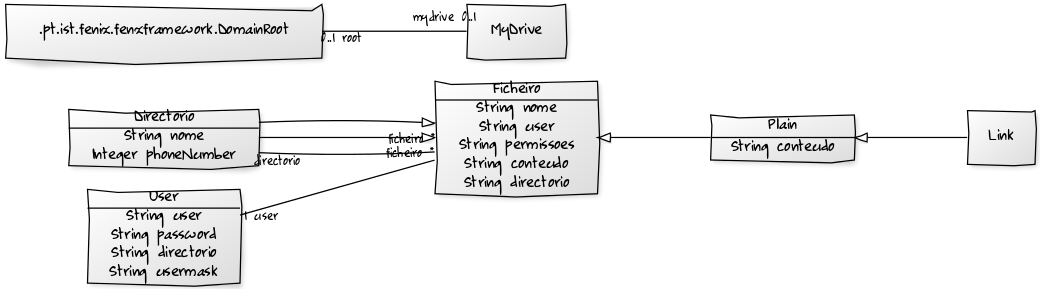 .pt.ist.fenix.fenxframework.DomainRoot
0..1 root
mydrive 0..1
MyDrive
Directorio
String nome
Integer phoneNumber
directorio
ficheiro *
ficheiro *
Ficheiro
String nome
String user
String permissoes
String conteudo
String directorio
Plain
String conteudo
Link
User
String user
String password
String directorio
String usermask
1 user